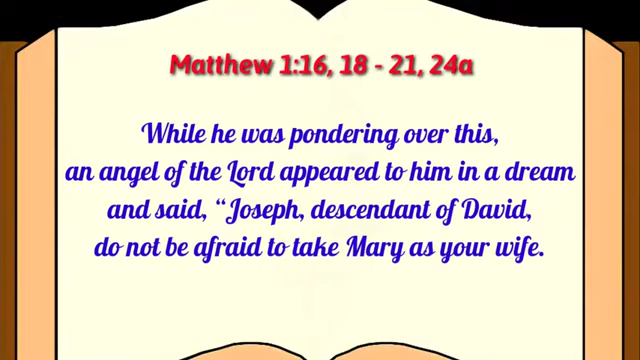 Matthew 1:16, 18 - 21, 24a
While he was pondering over this,
an angel of the Lord appeared to him in a dream
and said, “Joseph, descendant of David,
do not be afraid to take Mary as your wife.